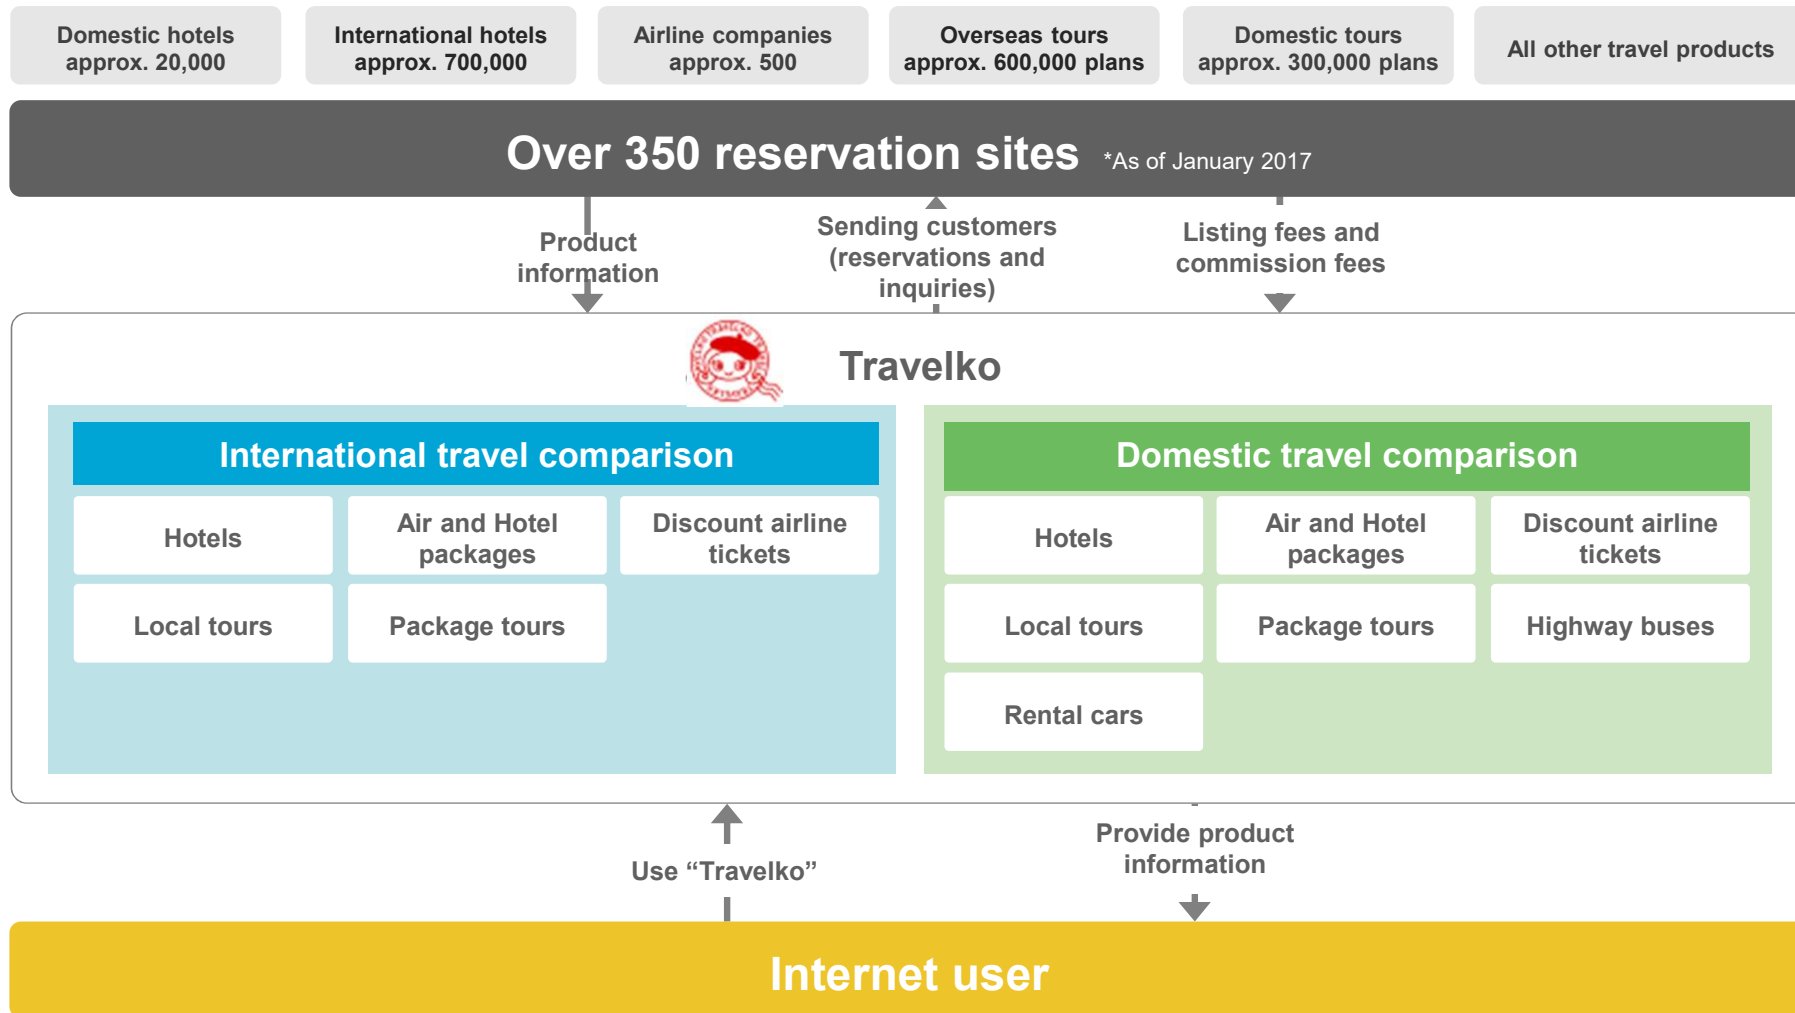 Domestic hotels
approx. 20,000
International hotels
approx. 700,000
Airline companies
approx. 500
Overseas tours
approx. 600,000 plans
Domestic tours
approx. 300,000 plans
All other travel products
Over 350 reservation sites *As of January 2017
Product
information
Sending customers
(reservations and
inquiries)
Listing fees and
commission fees
Travelko
International travel comparison
Hotels
Air and Hotel
packages
Discount airline
tickets
Local tours
Package tours
Domestic travel comparison
Hotels
Air and Hotel
packages
Discount airline
tickets
Local tours
Package tours
Highway buses
Rental cars
Use “Travelko”
Provide product
information
Internet user